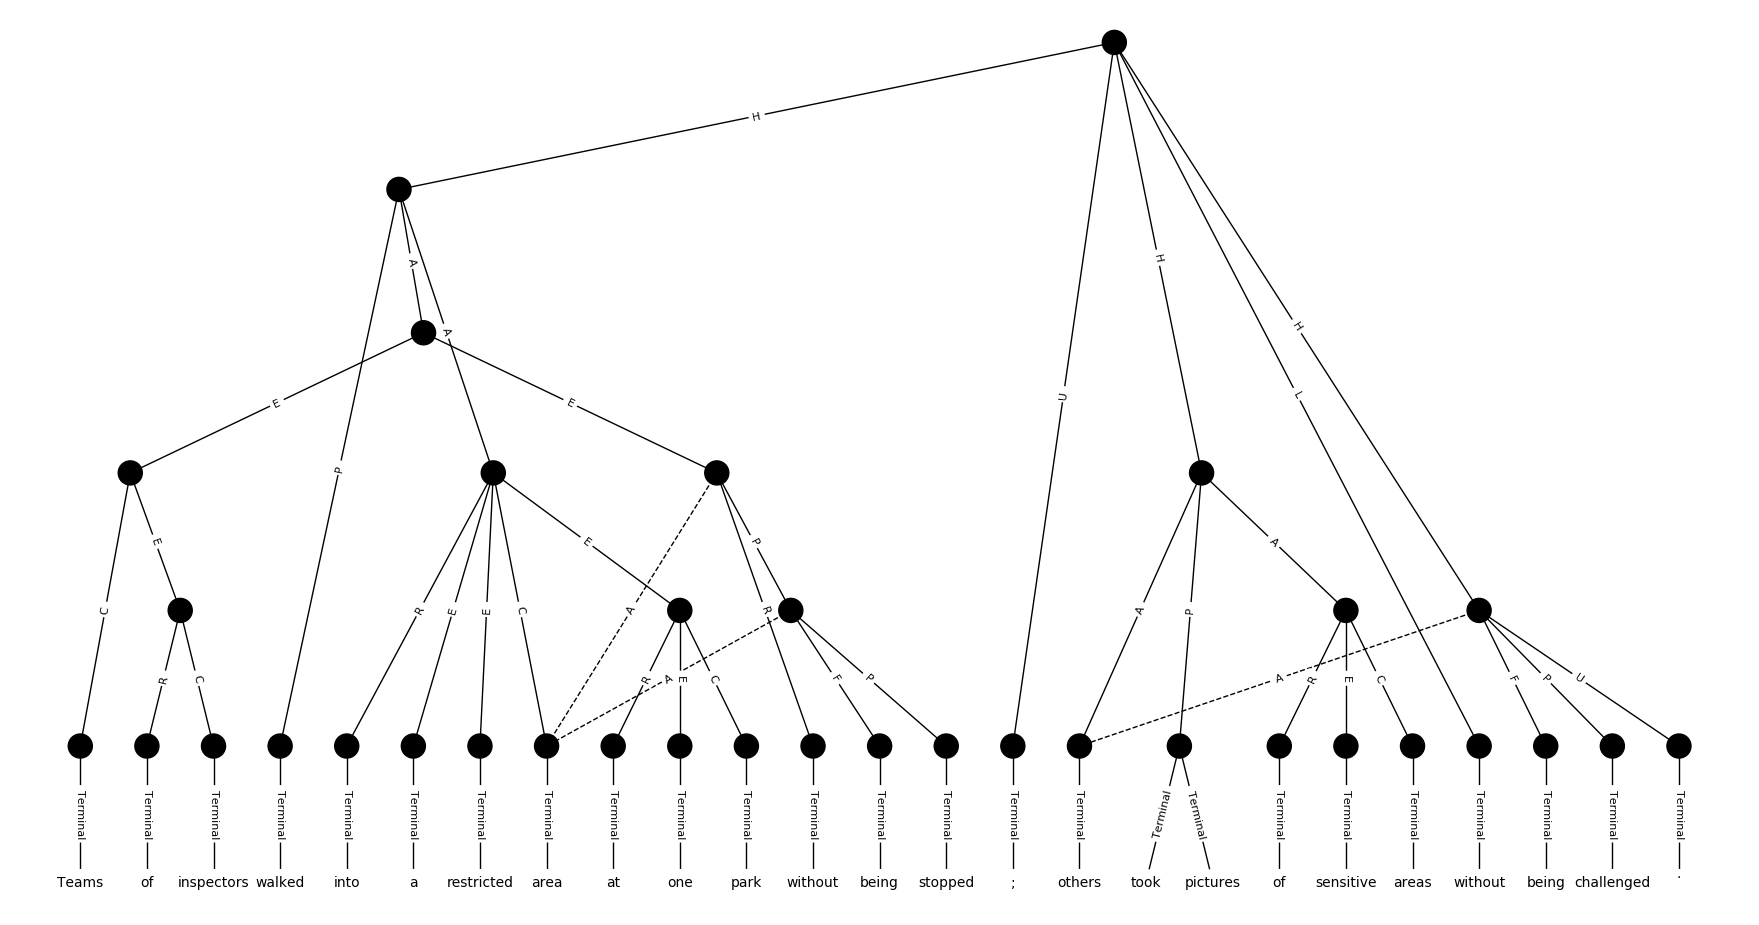 H
A
A
H
U
E
E
H
L
P
E
E
P
C
R
E
E
C
A
R
A
P
A
R
C
R
A
E
C
F
P
R
E
C
F
P
U
A
Terminal Terminal Terminal Terminal Terminal Terminal Terminal Terminal Terminal Terminal Terminal Terminal Terminal Terminal Terminal Terminal Terminal Terminal Terminal Terminal Terminal Terminal Terminal Terminal Terminal
Teams of inspectors walked into a restricted area at one park without being stopped ; others took pictures of sensitive areas without being challenged .